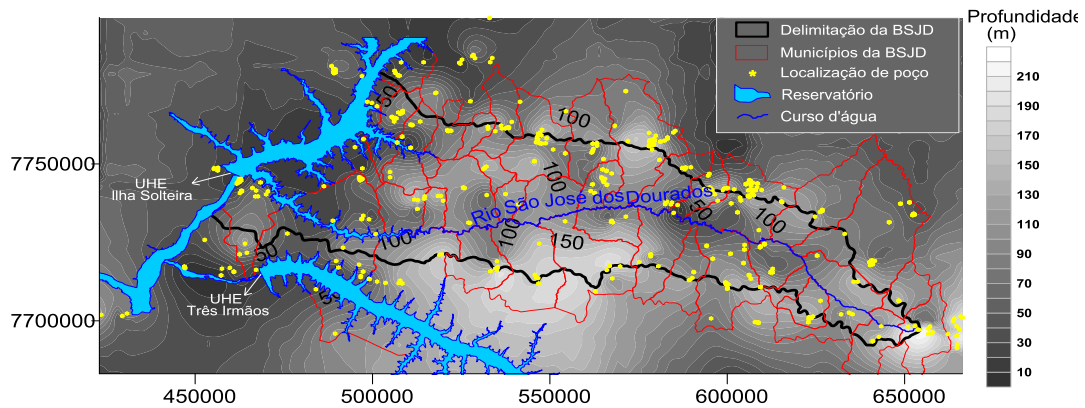 Profundidade
(m)
Delimitação da BSJD
Municípios da BSJD
Localização de poço
Reservatório
Curso d'água
210
190
170
150
130
110
90
70
50
30
10
7750000
7700000
50
100
UHE
Ilha Solteira
100
Rio São José dos Dourados
50
100
50
100
100
150
UHE
Três Irmãos
450000
500000
550000
600000
650000